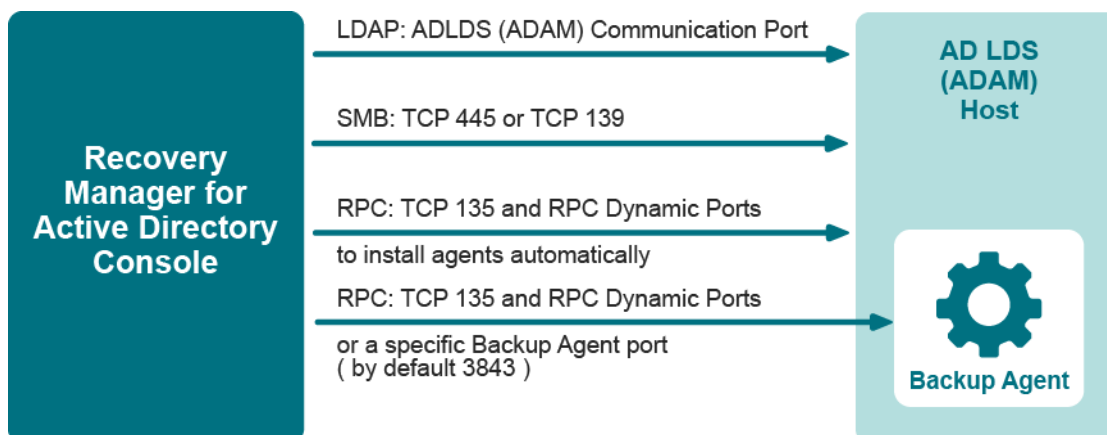 Recovery
Manager for
Active Directory
Console
LDAP: ADLDS (ADAM) Communication Port
SMB: TCP 445 or TCP 139
RPC: TCP 135 and RPC Dynamic Ports
to install agents automatically
RPC: TCP 135 and RPC Dynamic Ports
or a specific Backup Agent port
( by default 3843 )
AD LDS
(ADAM)
Host
Backup Agent